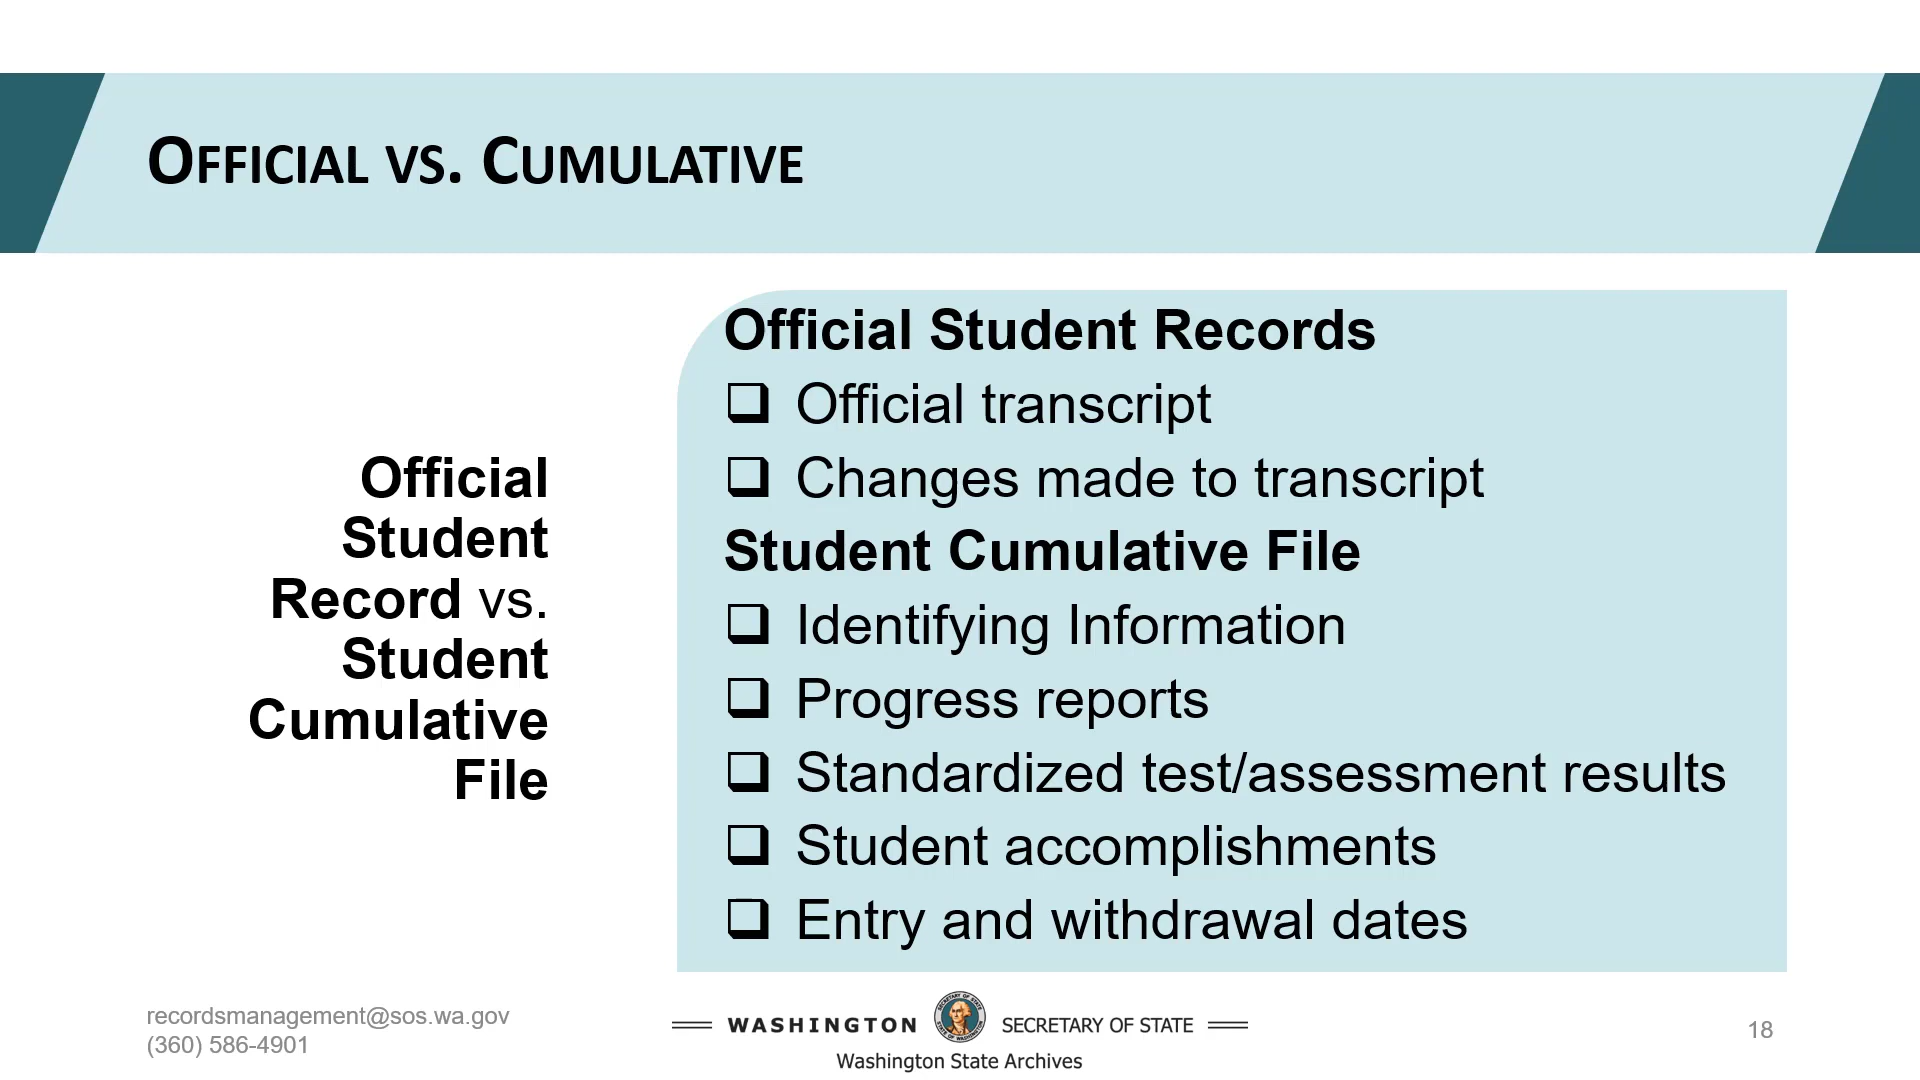 OFFICIAL VS. CUMULATIVE
Official
Student
Record vs.
Student
Cumulative
File
Official Student Records
❑ Official transcript
❑ Changes made to transcript
Student Cumulative File
❑ Identifying Information
❑ Progress reports
❑ Standardized test/assessment results
❑ Student accomplishments
❑ Entry and withdrawal dates
recordsmanagement@sos.wa.gov
(360) 586-4901
WASHINGTON SECRETARY OF STATE
Washington State Archives
18